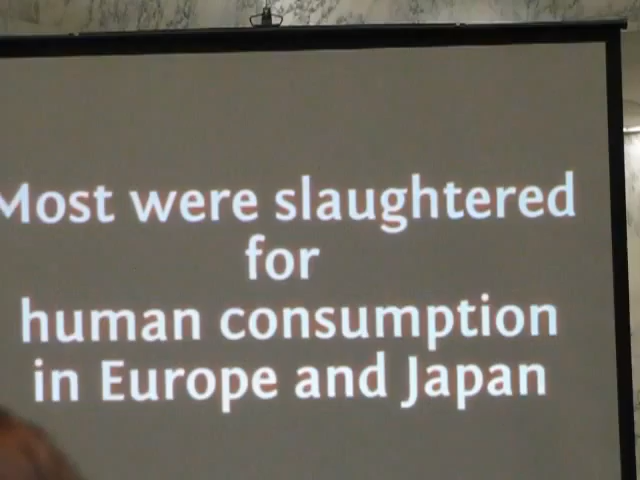 Most were slaughtered
for
human consumption
in Europe and Japan